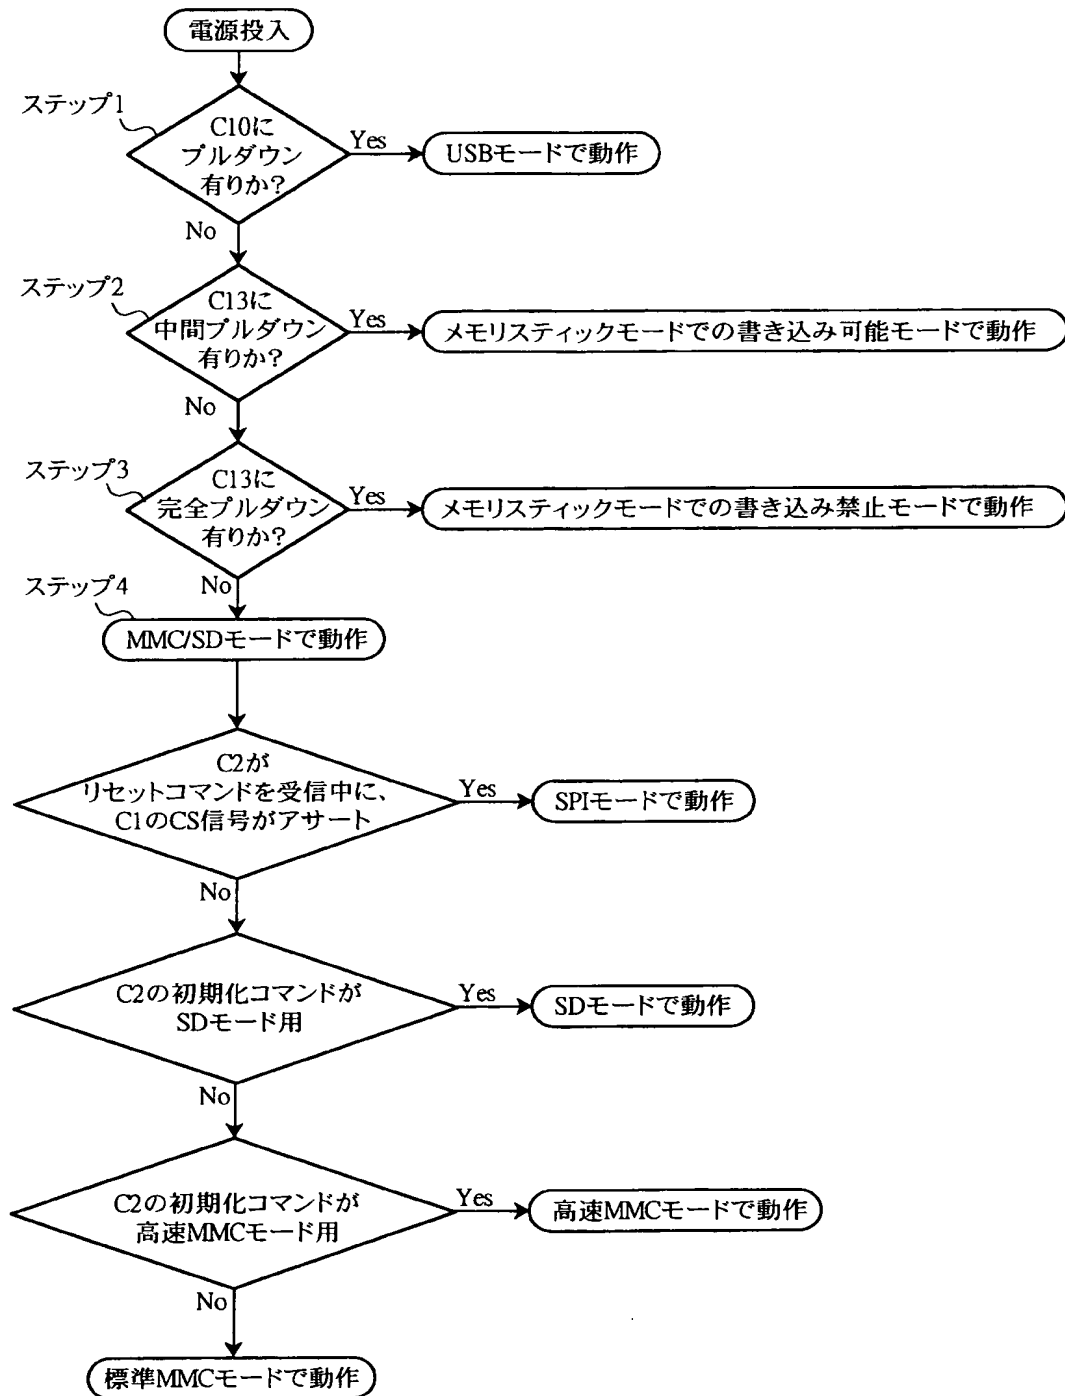 電源投入
ステップ1
C10に
プルダウン
有りか？
Yes
USBモードで動作
No
ステップ2
C13に
中間プルダウン
有りか？
Yes
メモリスティックモードでの書き込み可能モードで動作
No
ステップ3
C13に
完全プルダウン
有りか？
Yes
メモリスティックモードでの書き込み禁止モードで動作
No
ステップ4
MMC/SDモードで動作
C2が
リセットコマンドを受信中に、
C1のCS信号がアサート
Yes
SPIモードで動作
No
C2の初期化コマンドが
SDモード用
Yes
SDモードで動作
No
C2の初期化コマンドが
高速MMCモード用
Yes
高速MMCモードで動作
No
標準MMCモードで動作